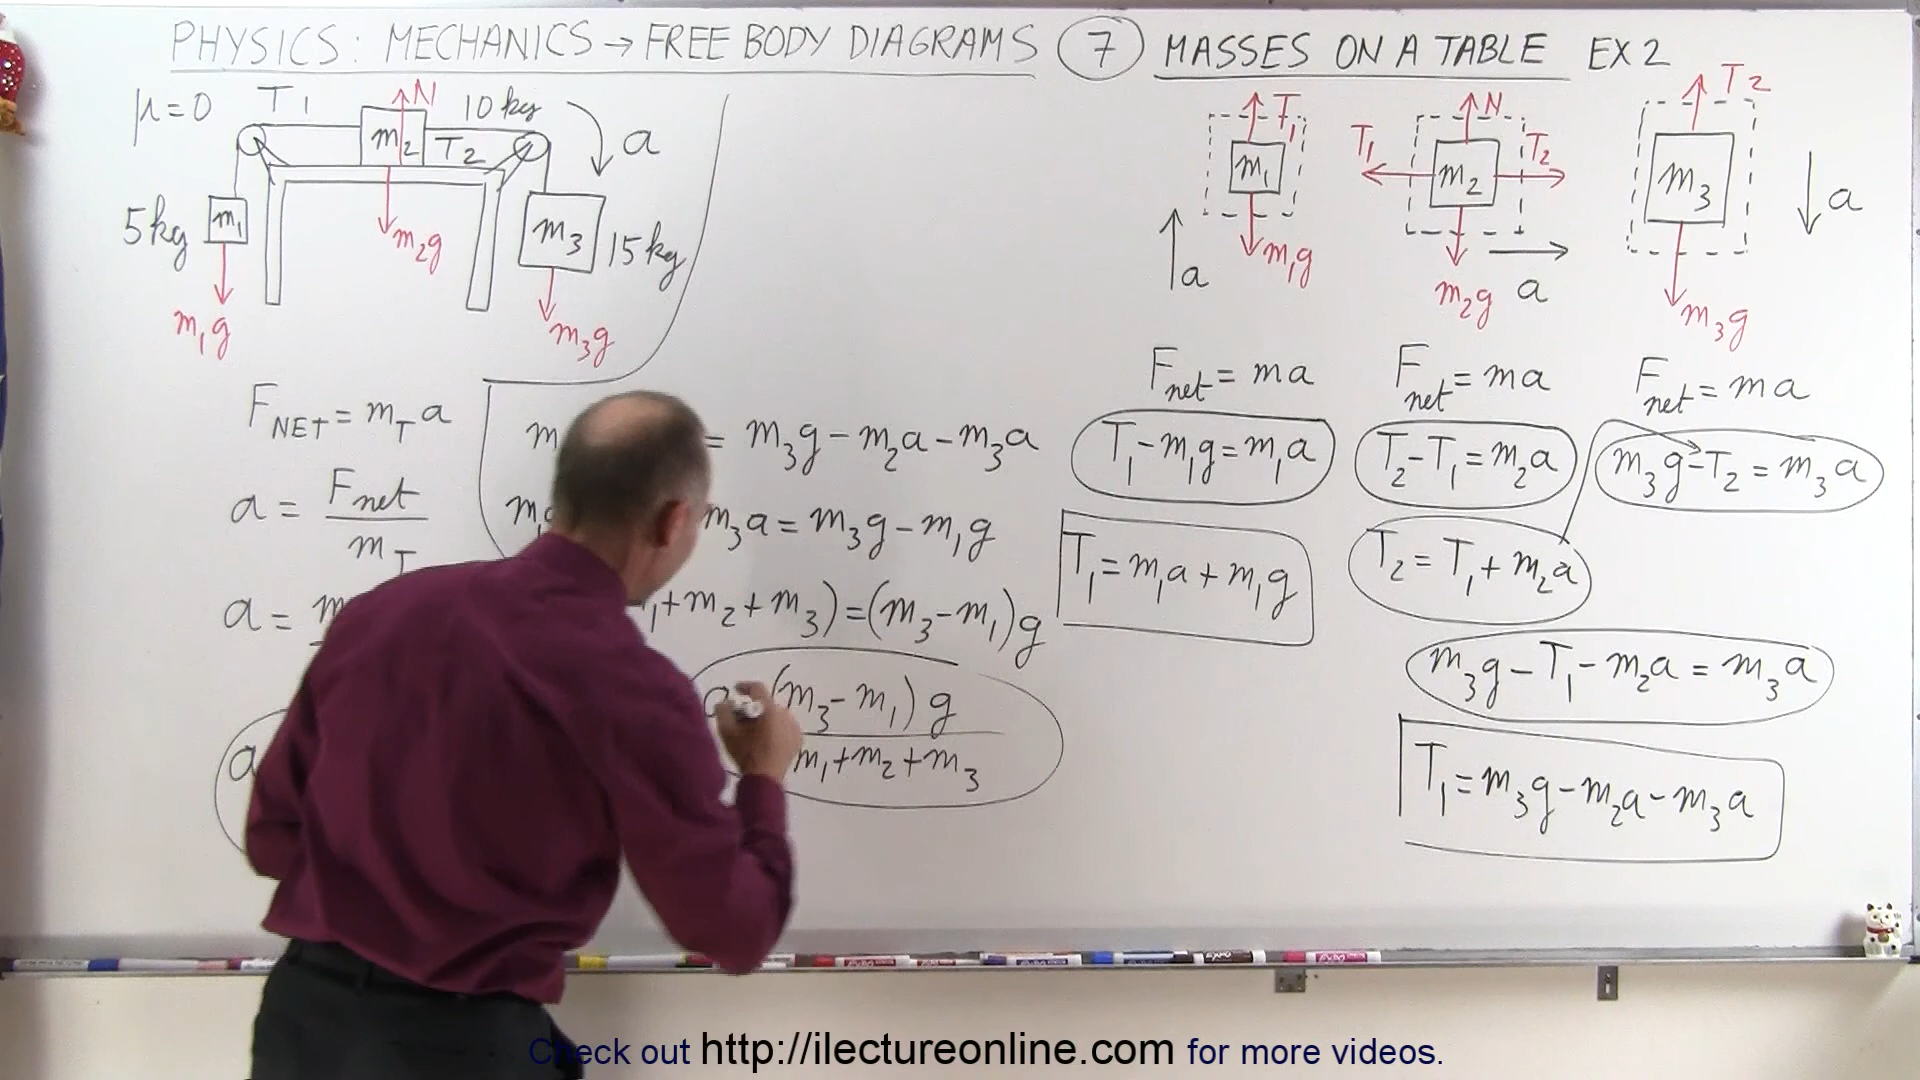 PHYSICS: MECHANICS → FREE BODY DIAGRAMS (7) MASSES ON A TABLE EX 2
μ=0
T1
N
10 kg
m2
T2
a
5kg
m1
m2g
m3
15kg
m1g
m3g
T1
m1
m1g
a
N
T1
m2
T2
m2g
a
T2
m3
m3g
a
FNET = mT a
a = Fnet / mT
a = m
a
m = m3g - m2a - m3a
m3a = m3g - m1g
1+m2+m3) = (m3-m1)g
a (m3-m1)g
m1+m2+m3
Fnet = ma
T1 - m1g = m1a
T1 = m1a + m1g
Fnet = ma
T2 - T1 = m2a
T2 = T1 + m2a
Fnet = ma
m3g - T2 = m3a
m3g - T1 - m2a = m3a
T1 = m3g - m2a - m3a
EXPO
Check out http://ilectureonline.com for more videos.